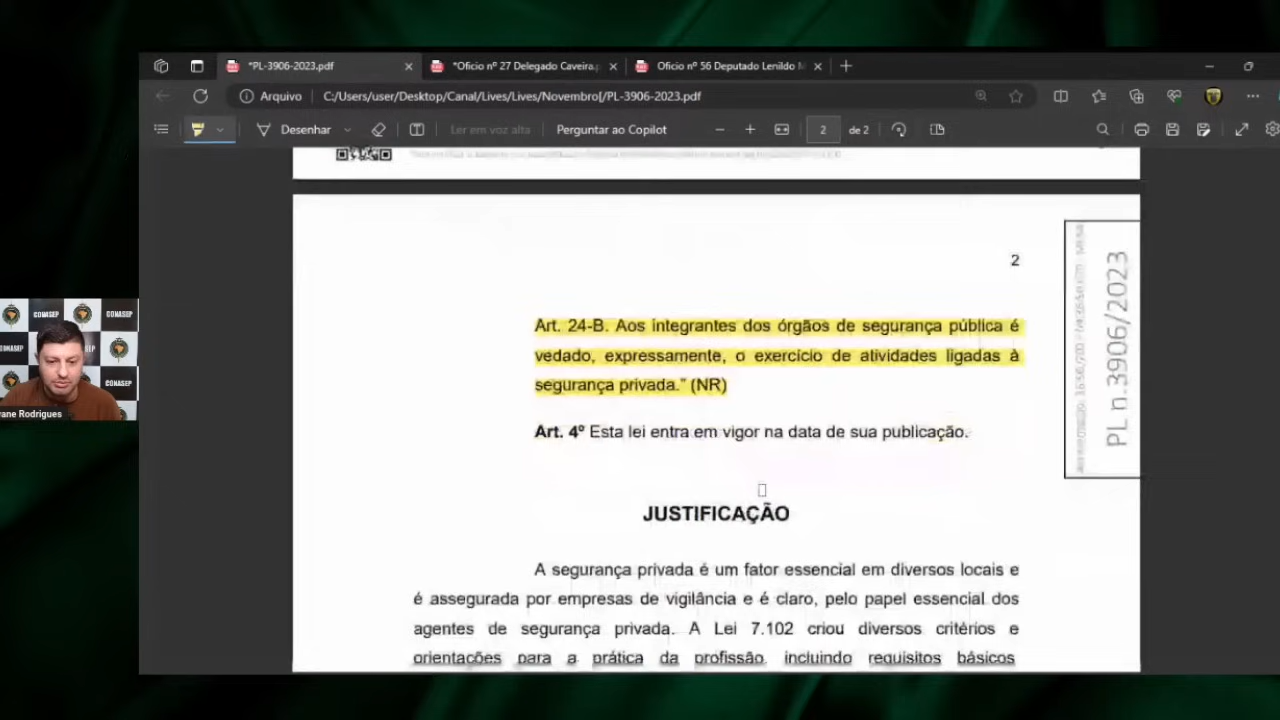 *PL-3906-2023.pdf
*Oficio nº 27 Delegado Caveira.p
Oficio nº 56 Deputado Lenildo M
Arquivo C:/Users/user/Desktop/Canal/Lives/Lives/Novembro[/PL-3906-2023.pdf
Desenhar
Ler em voz alta
Perguntar ao Copilot
2 de 2
2
Art. 24-B. Aos integrantes dos órgãos de segurança pública é
vedado, expressamente, o exercício de atividades ligadas à
segurança privada.” (NR)
Art. 4º Esta lei entra em vigor na data de sua publicação.
JUSTIFICAÇÃO
A segurança privada é um fator essencial em diversos locais e
é assegurada por empresas de vigilância e é claro, pelo papel essencial dos
agentes de segurança privada. A Lei 7.102 criou diversos critérios e
orientações para a prática da profissão, incluindo requisitos básicos
PL n.3906/2023
CONASEP
CONASEP
CONASEP
Rodrigues